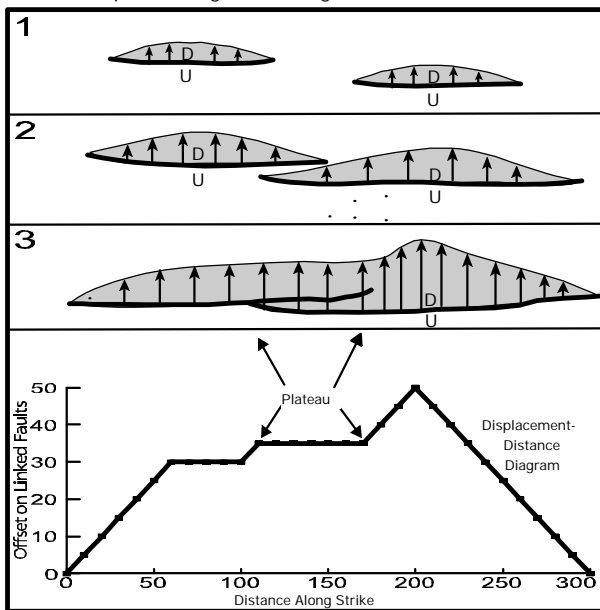 1
D
U
D
U
2
D
U
D
U
3
D
U
Plateau
Displacement-
Distance
Diagram
Offset on Linked Faults
50
40
30
20
10
0
0 50 100 150 200 250 300
Distance Along Strike